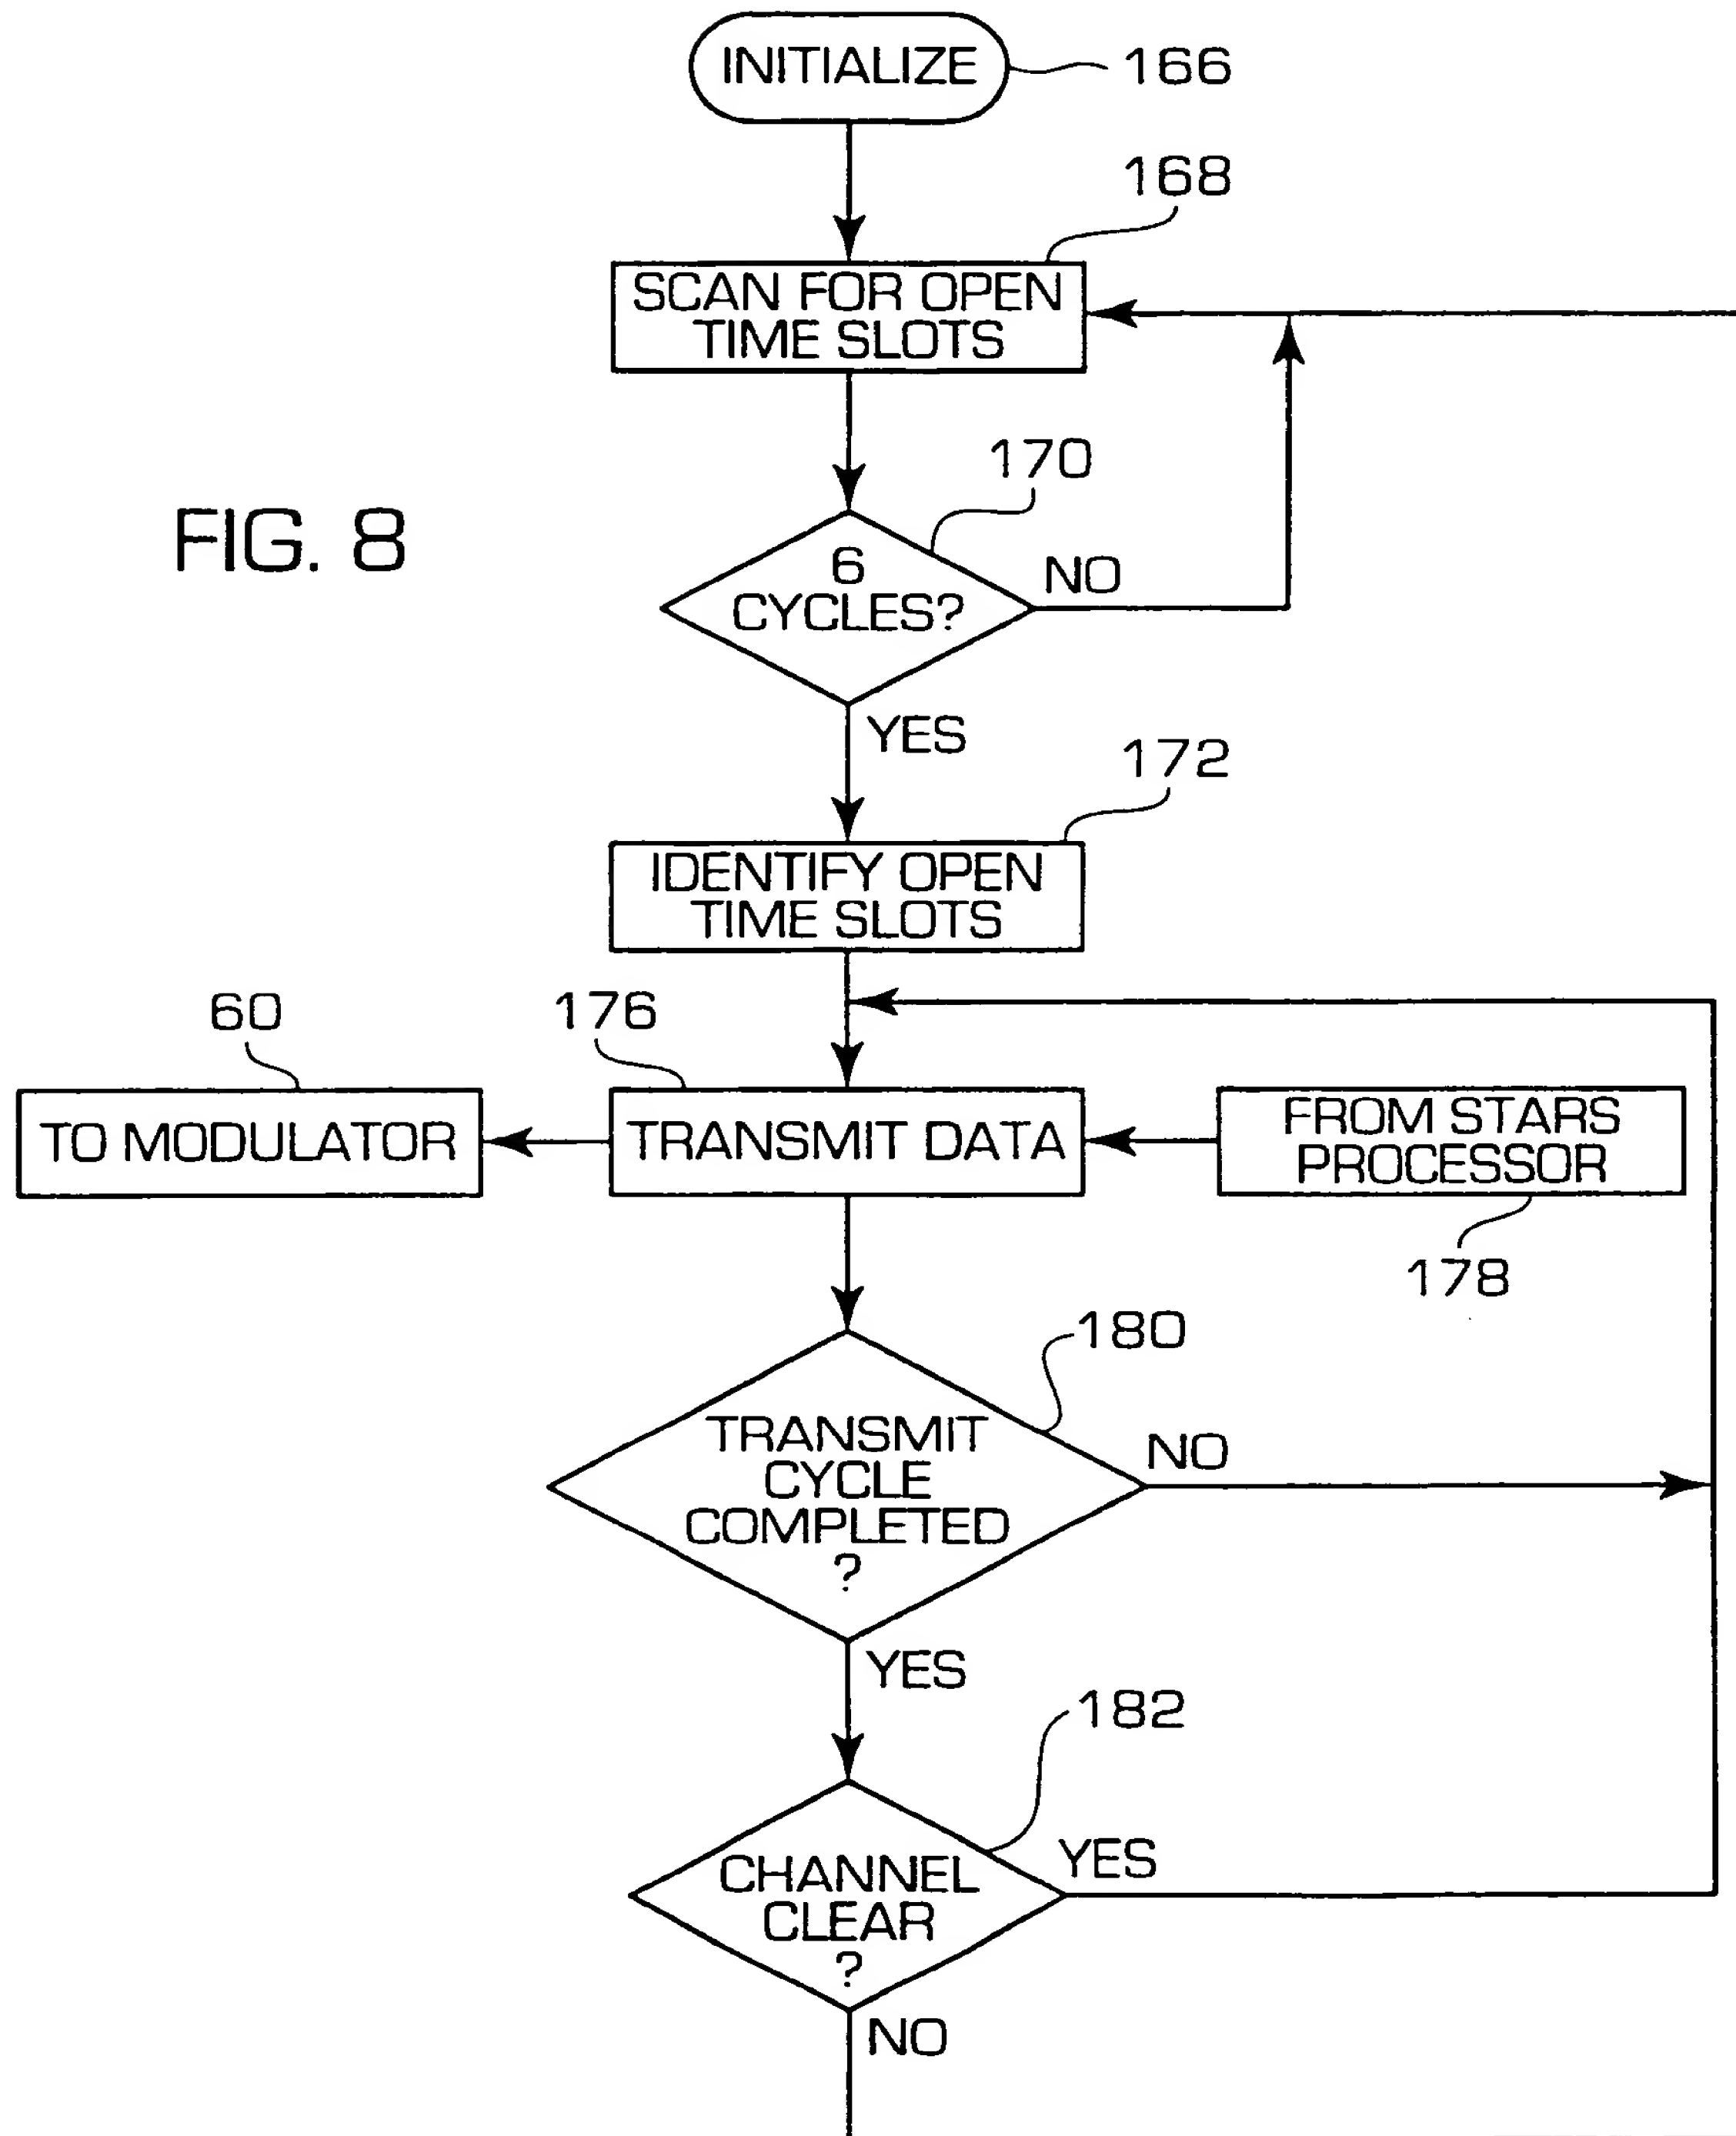 INITIALIZE
166
168
SCAN FOR OPEN
TIME SLOTS
170
FIG. 8
6
CYCLES?
NO
YES
172
IDENTIFY OPEN
TIME SLOTS
60
176
TO MODULATOR
TRANSMIT DATA
FROM STARS
PROCESSOR
178
180
TRANSMIT
CYCLE
COMPLETED
?
NO
YES
182
CHANNEL
CLEAR
?
YES
NO